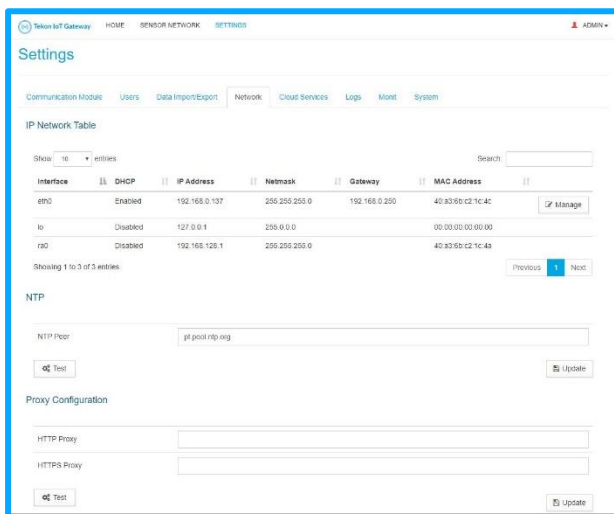 Tekon IoT Gateway HOME SENSOR NETWORK SETTINGS ADMIN
Settings
Communication Module Users Data Import/Export Network Cloud Services Logs Monit System
IP Network Table
Show 10 entries Search:
Interface DHCP IP Address Netmask Gateway MAC Address
eth0 Enabled 192.168.0.137 255.255.255.0 192.168.0.250 40:a3:6b:c2:1c:4c Manage
lo Disabled 127.0.0.1 255.0.0.0 00:00:00:00:00:00
ra0 Disabled 192.168.128.1 255.255.255.0 40:a3:6b:c2:1c:4a
Showing 1 to 3 of 3 entries
Previous 1 Next
NTP
NTP Peer pt.pool.ntp.org
Test Update
Proxy Configuration
HTTP Proxy
HTTPS Proxy
Test Update